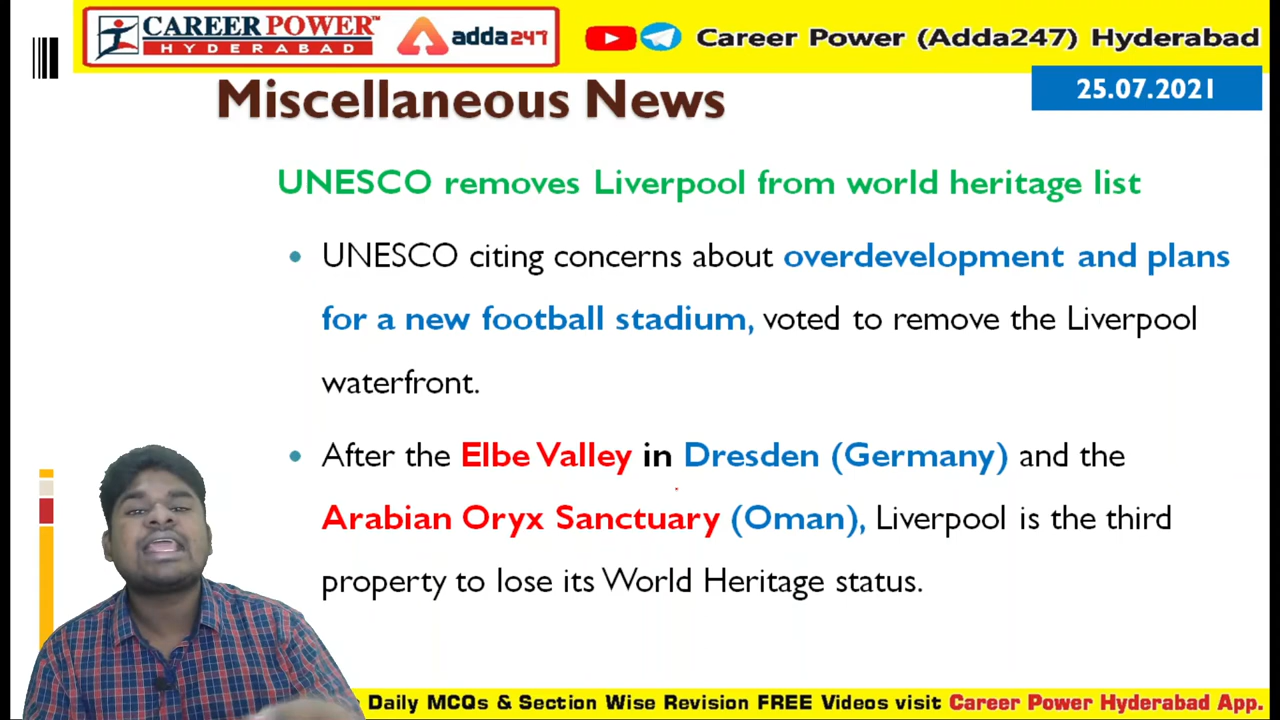 CAREER POWER™
HYDERABAD
adda247
Career Power (Adda247) Hyderabad
Miscellaneous News
25.07.2021
UNESCO removes Liverpool from world heritage list
• UNESCO citing concerns about overdevelopment and plans
for a new football stadium, voted to remove the Liverpool
waterfront.
• After the Elbe Valley in Dresden (Germany) and the
Arabian Oryx Sanctuary (Oman), Liverpool is the third
property to lose its World Heritage status.
Daily MCQs & Section Wise Revision FREE Videos visit Career Power Hyderabad App.